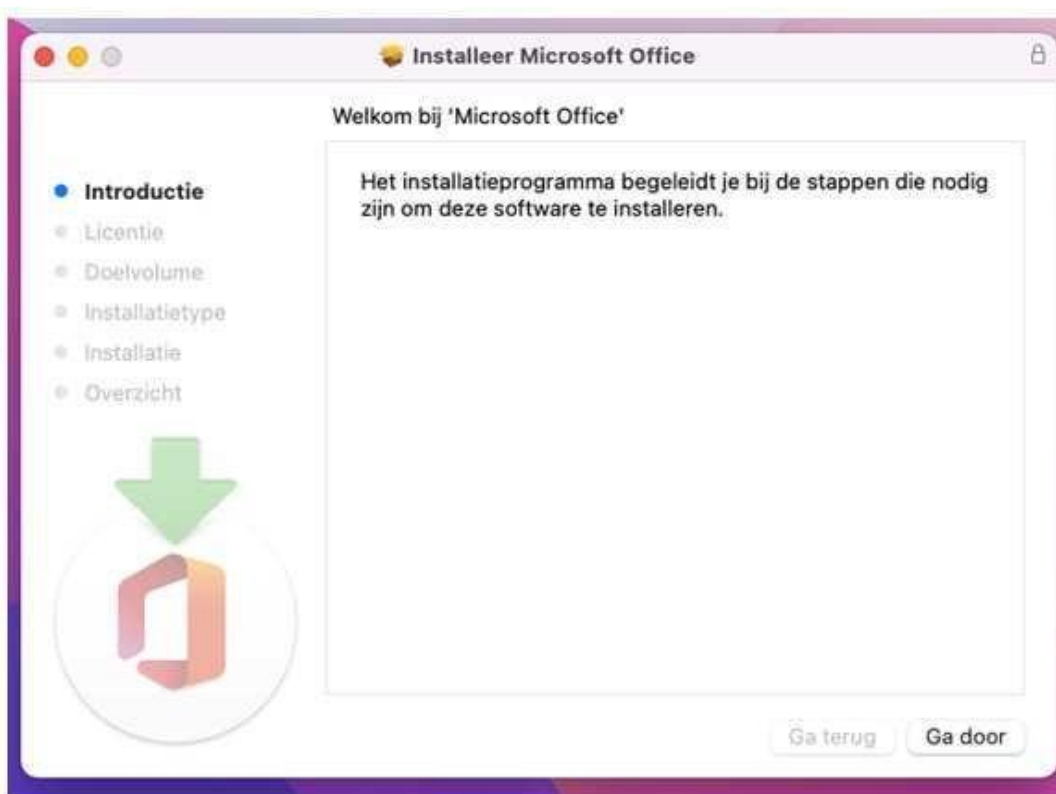 Installeer Microsoft Office
Welkom bij 'Microsoft Office'
Introductie
Licentie
Doelvolume
Installatietype
Installatie
Overzicht
Het installatieprogramma begeleidt je bij de stappen die nodig
zijn om deze software te installeren.
Ga terug
Ga door